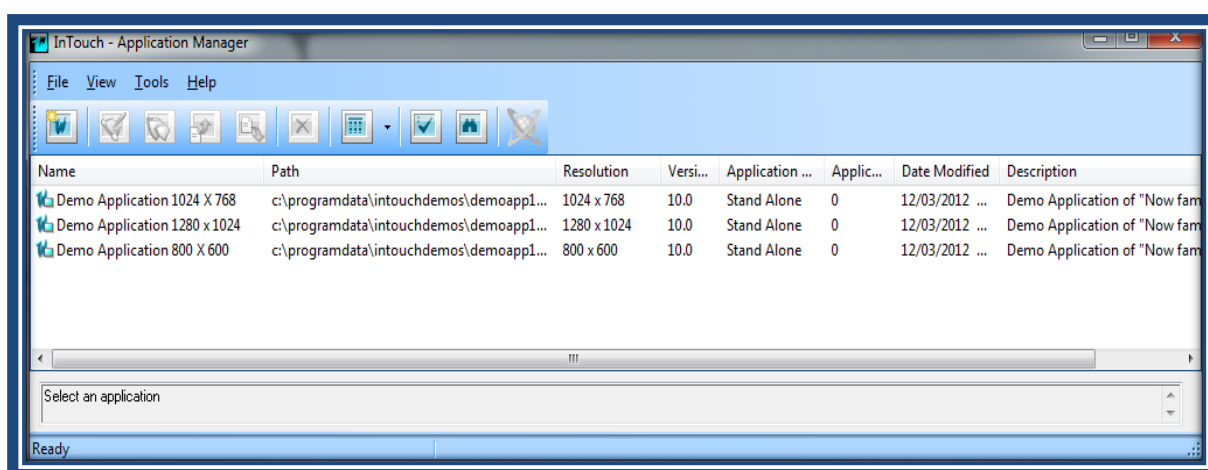 InTouch - Application Manager
File View Tools Help
Name Path Resolution Versi... Application ... Applic... Date Modified Description
Demo Application 1024 X 768 c:\programdata\intouchdemos\demoapp1... 1024 x 768 10.0 Stand Alone 0 12/03/2012 ... Demo Application of "Now fam
Demo Application 1280 x 1024 c:\programdata\intouchdemos\demoapp1... 1280 x 1024 10.0 Stand Alone 0 12/03/2012 ... Demo Application of "Now fam
Demo Application 800 X 600 c:\programdata\intouchdemos\demoapp1... 800 x 600 10.0 Stand Alone 0 12/03/2012 ... Demo Application of "Now fam
Select an application
Ready